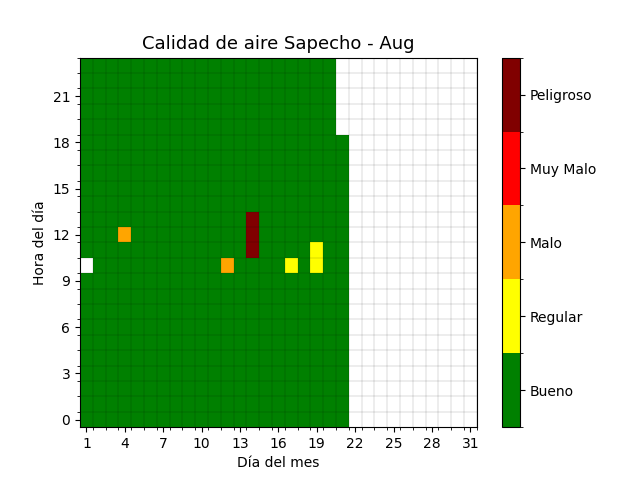 Calidad de aire Sapecho - Aug
Hora del día
21
18
15
12
9
6
3
0
1 4 7 10 13 16 19 22 25 28 31
Día del mes
Peligroso
Muy Malo
Malo
Regular
Bueno